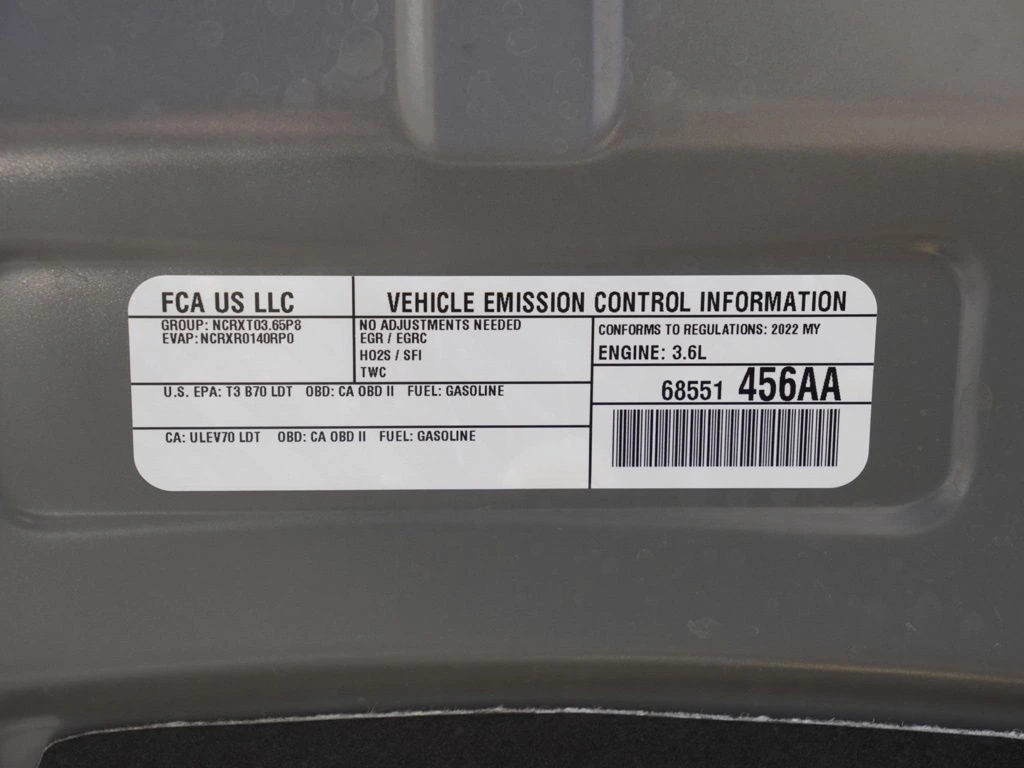 FCA US LLC
VEHICLE EMISSION CONTROL INFORMATION
GROUP: NCRXT03.65P8
EVAP:NCRXR0140RP0
NO ADJUSTMENTS NEEDED
EGR / EGRC
HO2S / SFI
TWC
CONFORMS TO REGULATIONS: 2022 MY
ENGINE: 3.6L
U.S. EPA: T3 B70 LDT OBD: CA OBD II FUEL: GASOLINE
68551 456AA
CA: ULEV70 LDT OBD: CA OBD II FUEL: GASOLINE